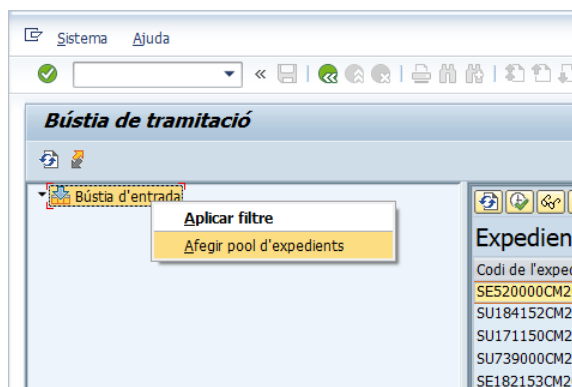 Sistema Ajuda
Bústia de tramitació
Bústia d'entrada
Aplicar filtre
Afegir pool d'expedients
Expedien
Codi de l'exped
SE520000CM2
SU184152CM2
SU171150CM2
SU739000CM2
SE182153CM2